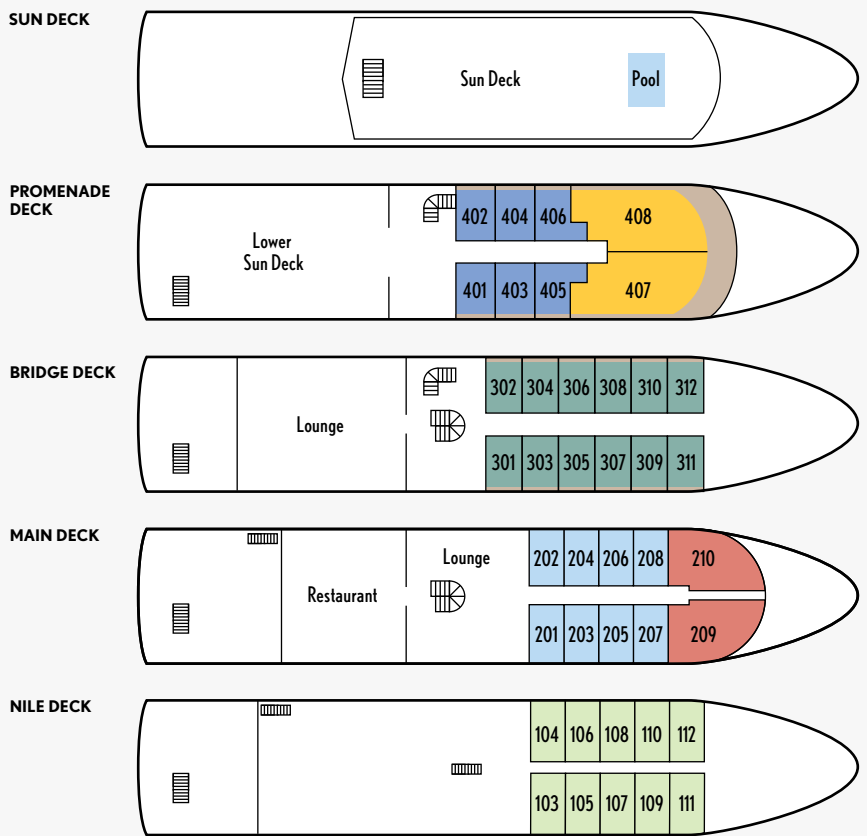 SUN DECK
Sun Deck
Pool
PROMENADE
DECK
402 404 406 408
Lower
Sun Deck
401 403 405 407
BRIDGE DECK
302 304 306 308 310 312
Lounge
301 303 305 307 309 311
MAIN DECK
Lounge
202 204 206 208 210
Restaurant
201 203 205 207 209
NILE DECK
104 106 108 110 112
103 105 107 109 111